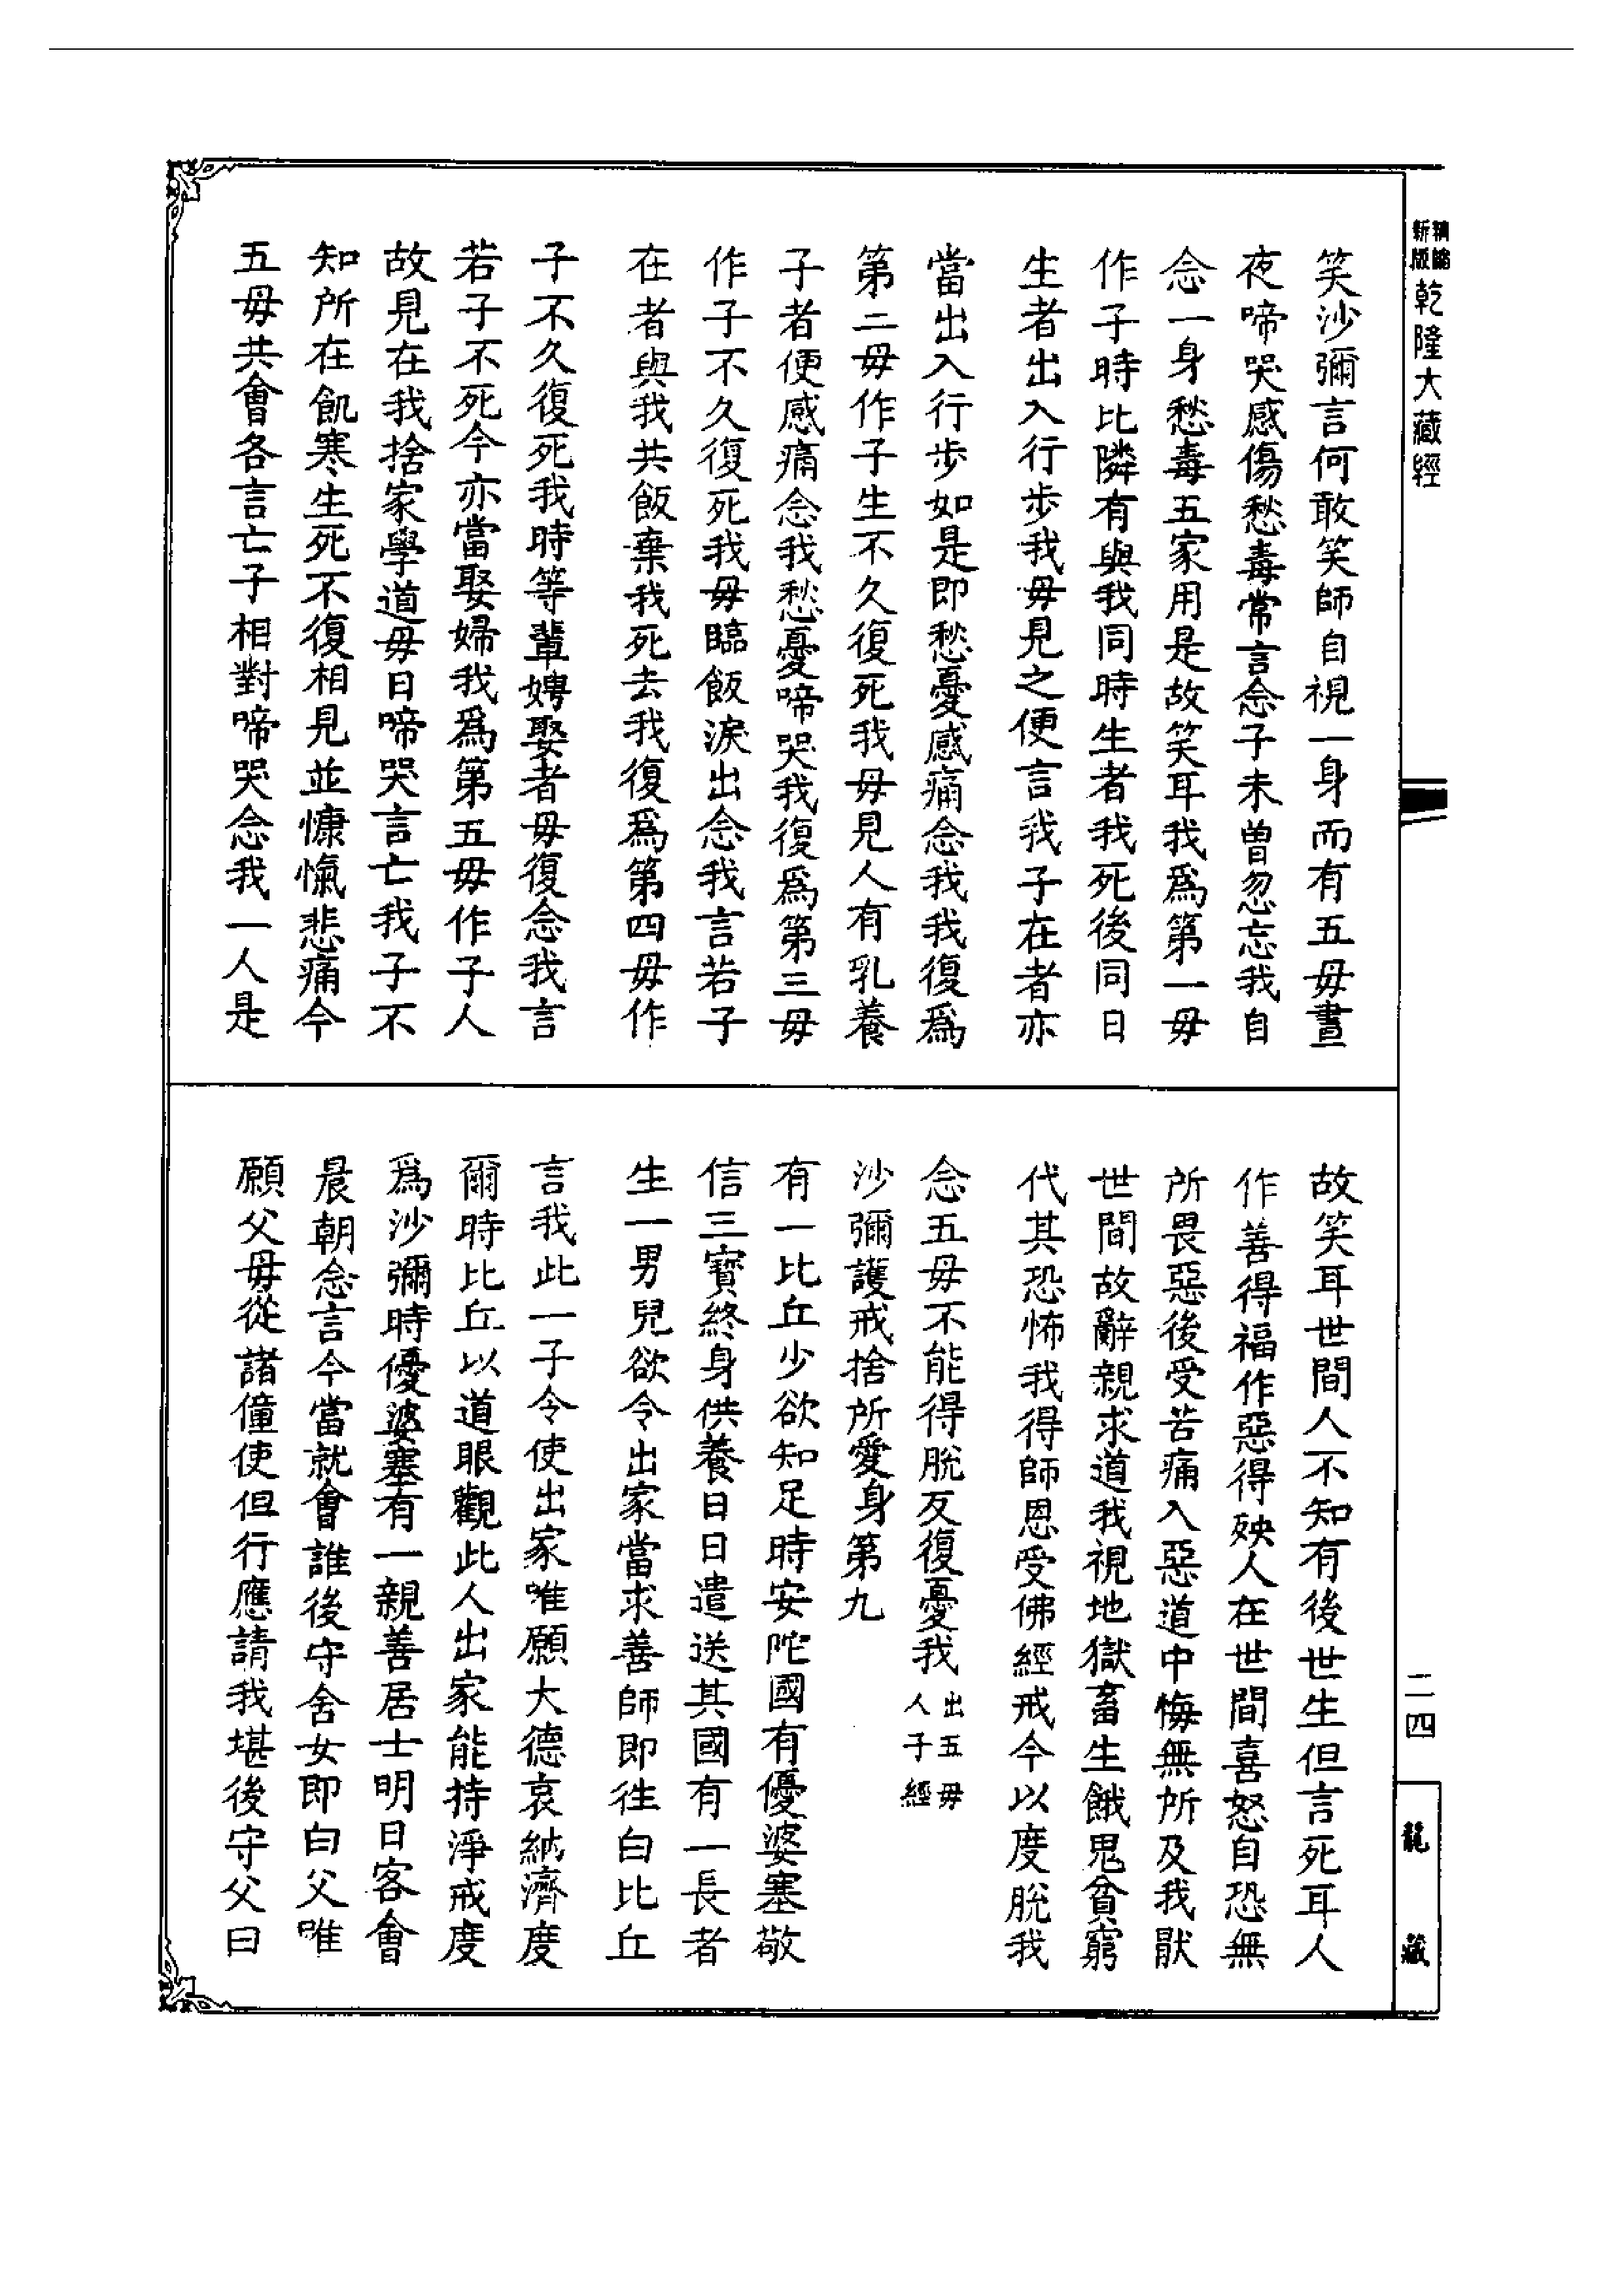 新版精縮
乾隆大藏經
笑沙彌言何敢笑師自視一身而有五毋晝
夜啼哭感傷愁毒常言念子未曾忽忘我自
念一身愁毒五家用是故笑耳我爲第一毋
作子時比隣有與我同時生者我死後同日
生者出入行步我毋見之便言我子在者亦
當出入行步如是即愁憂感痛念我我復爲
第二毋作子生不久復死我毋見人有乳養
子者便感痛念我愁憂啼哭我復爲第三毋
作子不久復死我毋臨飯淚出念我言若子
在者與我共飯棄我死去我復爲第四毋作
子不久復死我時等輩娉娶者毋復念我言
若子不死今亦當娶婦我爲第五毋作子人
故見在我捨家學道毋日啼哭言亡我子不
知所在飢寒生死不復相見並慷愾悲痛今
五毋共會各言亡子相對啼哭念我一人是
故笑耳世間人不知有後世生但言死耳人
作善得福作惡得殃人在世間喜怒自恐無
所畏惡後受苦痛入惡道中悔無所及我猒
世間故辭親求道我視地獄畜生餓鬼貧窮
代其恐怖我得師恩受佛經戒今以度脫我
念五毋不能得脫反復憂我出五毋人子經
沙彌護戒捨所愛身第九
有一比丘少欲知足時安陀國有優婆塞敬
信三寶終身供養日日遣送其國有一長者
生一男兒欲令出家當求善師即往白比丘
言我此一子令使出家唯願大德哀納濟度
爾時比丘以道眼觀此人出家能持淨戒度
爲沙彌時優婆塞有一親善居士明日客會
晨朝念言今當就會誰後守舍女即白父唯
願父毋從諸僮使但行應請我堪後守父曰
二四
龍藏